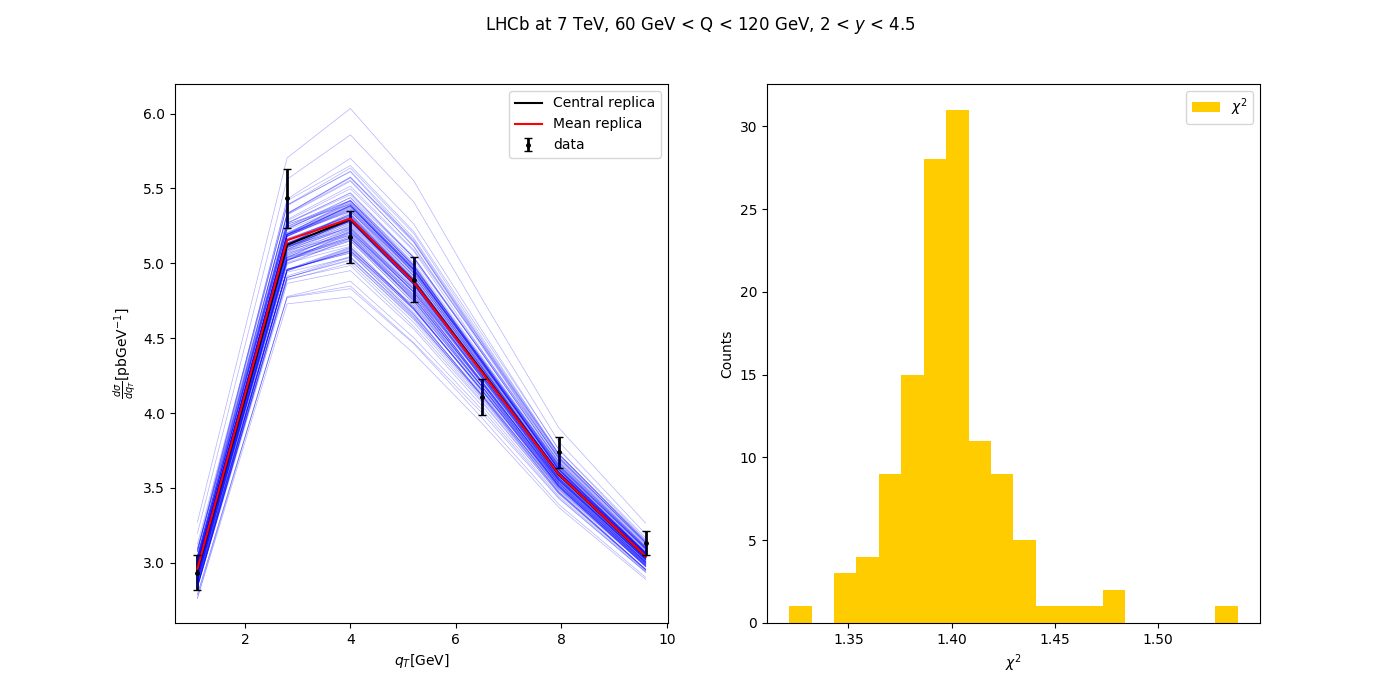 LHCb at 7 TeV, 60 GeV < Q < 120 GeV, 2 < y < 4.5
Central replica
Mean replica
data
6.0
5.5
5.0
4.5
4.0
3.5
3.0
dσ/dq_T [pbGeV⁻¹]
2 4 6 8 10
q_T[GeV]
χ²
30
25
20
15
10
5
0
Counts
1.35 1.40 1.45 1.50
χ²